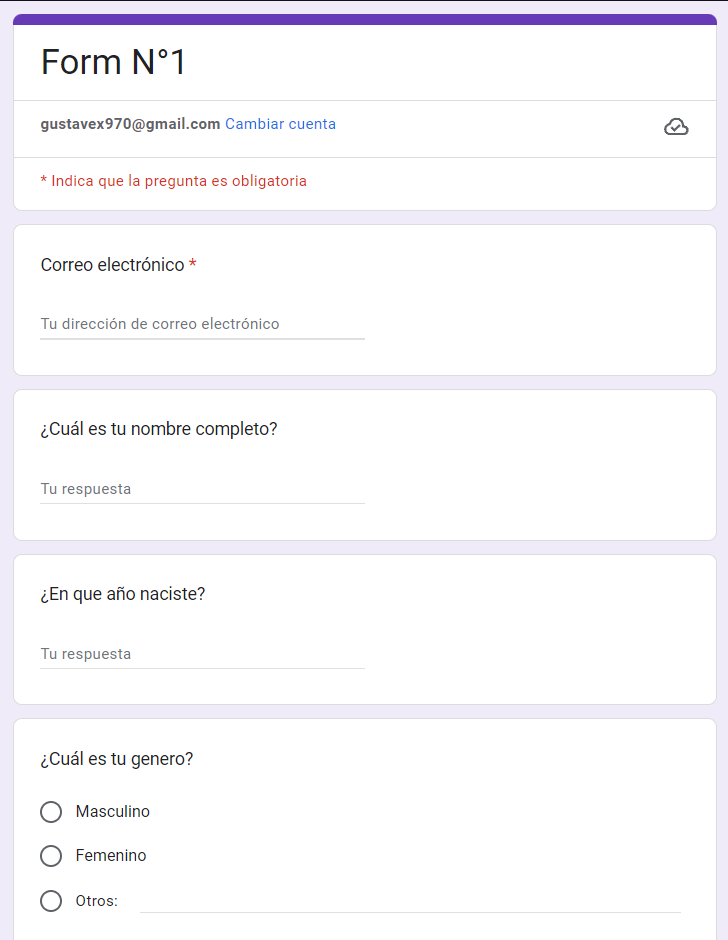 Form N°1
gustavex970@gmail.com Cambiar cuenta
* Indica que la pregunta es obligatoria
Correo electrónico *
Tu dirección de correo electrónico
¿Cuál es tu nombre completo?
Tu respuesta
¿En que año naciste?
Tu respuesta
¿Cuál es tu genero?
Masculino
Femenino
Otros: